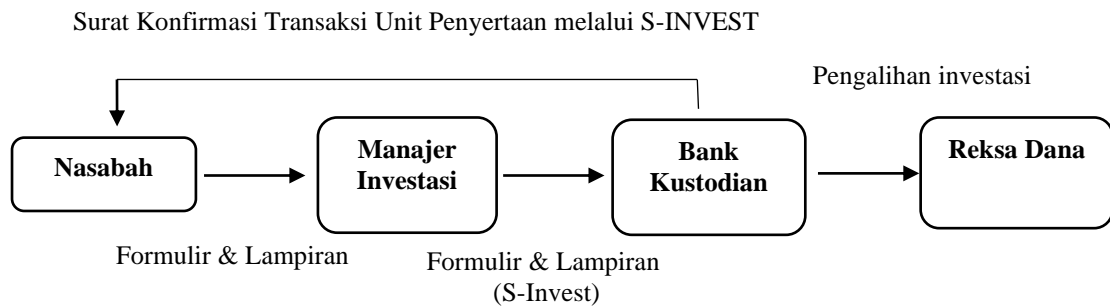 Surat Konfirmasi Transaksi Unit Penyertaan melalui S-INVEST
Pengalihan investasi
Nasabah
Manajer
Investasi
Bank
Kustodian
Reksa Dana
Formulir & Lampiran
Formulir & Lampiran
(S-Invest)